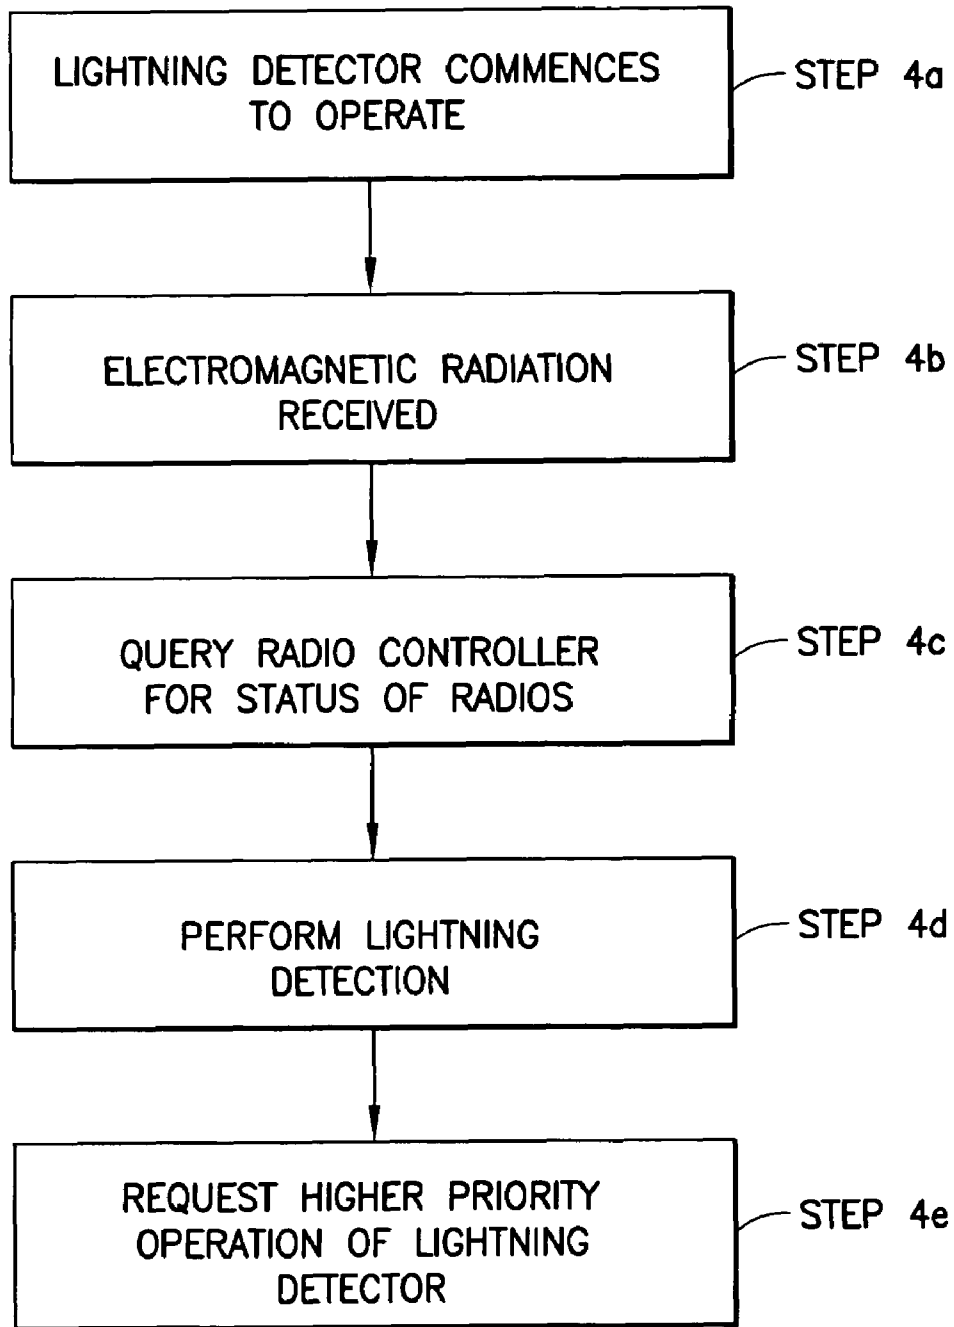 LIGHTNING DETECTOR COMMENCES
TO OPERATE
STEP 4a
ELECTROMAGNETIC RADIATION
RECEIVED
STEP 4b
QUERY RADIO CONTROLLER
FOR STATUS OF RADIOS
STEP 4c
PERFORM LIGHTNING
DETECTION
STEP 4d
REQUEST HIGHER PRIORITY
OPERATION OF LIGHTNING
DETECTOR
STEP 4e